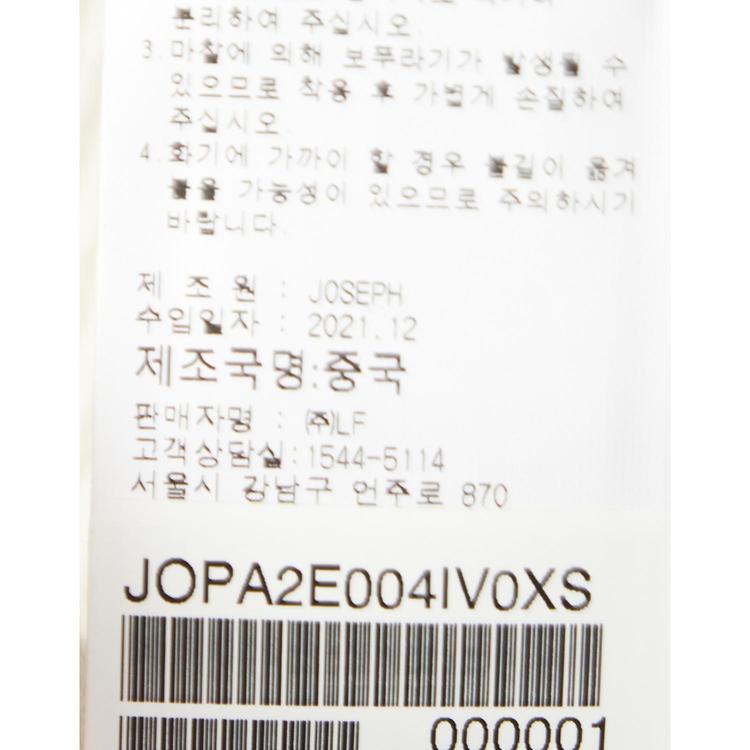 분리하여 주십시오.
3.마찰에 의해 보푸라기가 발생될 수
있으므로 착용 후 가볍게 손질하여
주십시오.
4.화기에 가까이 할 경우 불길이 옮겨
붙을 가능성이 있으므로 주의하시기
바랍니다.
제 조 원 : JOSEPH
수입일자 : 2021.12
제조국명:중국
판매자명 : ㈜LF
고객상담실:1544-5114
서울시 강남구 언주로 870
JOPA2E004IV0XS
000001